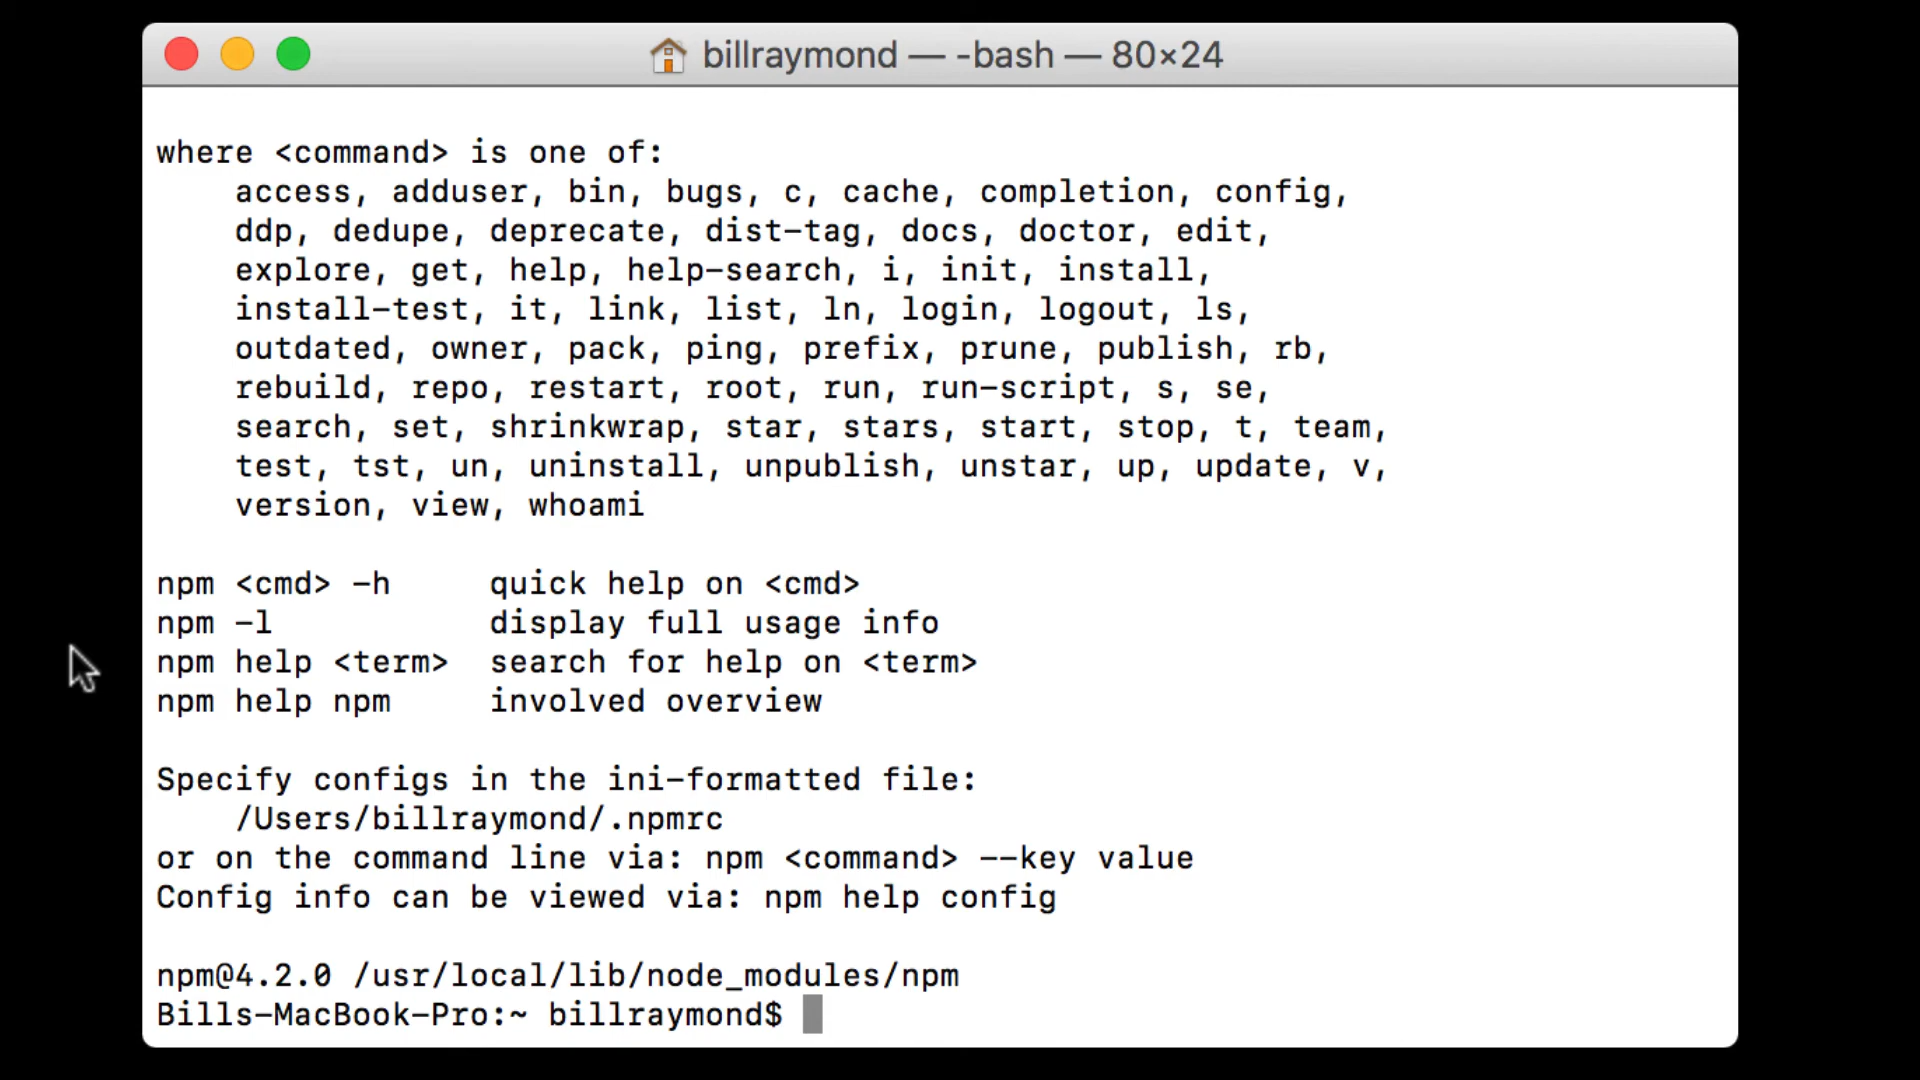 billraymond — -bash — 80×24
where <command> is one of:
    access, adduser, bin, bugs, c, cache, completion, config,
    ddp, dedupe, deprecate, dist-tag, docs, doctor, edit,
    explore, get, help, help-search, i, init, install,
    install-test, it, link, list, ln, login, logout, ls,
    outdated, owner, pack, ping, prefix, prune, publish, rb,
    rebuild, repo, restart, root, run, run-script, s, se,
    search, set, shrinkwrap, star, stars, start, stop, t, team,
    test, tst, un, uninstall, unpublish, unstar, up, update, v,
    version, view, whoami
npm <cmd> -h     quick help on <cmd>
npm -l           display full usage info
npm help <term>  search for help on <term>
npm help npm     involved overview
Specify configs in the ini-formatted file:
    /Users/billraymond/.npmrc
or on the command line via: npm <command> --key value
Config info can be viewed via: npm help config
npm@4.2.0 /usr/local/lib/node_modules/npm
Bills-MacBook-Pro:~ billraymond$